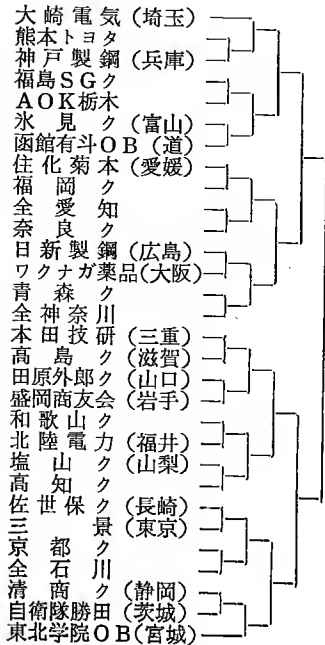 大崎電気(埼玉)
熊本トヨタ
神戸製鋼(兵庫)
福島SGク
AOK栃木
氷見ク(富山)
函館有斗OB(道)
住化菊本(愛媛)
福岡ク
全愛知
奈良ク
日新製鋼(広島)
ワクナガ薬品(大阪)
青森ク
全神奈川
本田技研(三重)
高島ク(滋賀)
田原外郎ク(山口)
盛岡商友会(岩手)
和歌山ク
北陸電力(福井)
塩山ク(山梨)
高知ク
佐世保ク(長崎)
三景(東京)
京都ク
全石川
清商ク(静岡)
自衛隊勝田(茨城)
東北学院OB(宮城)